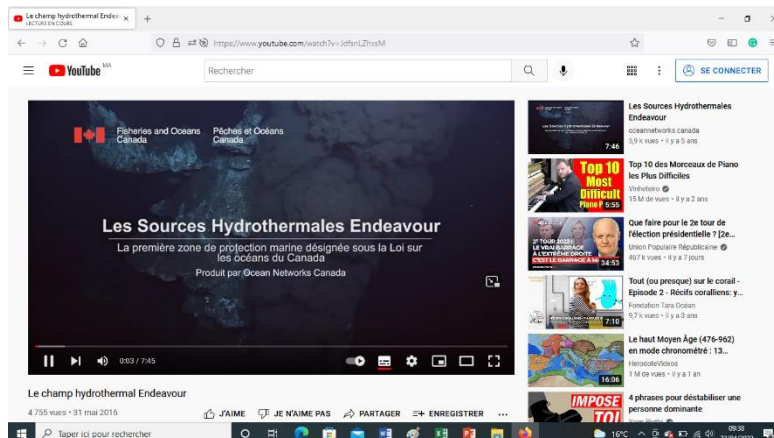 Le champ hydrothermal Endea
LECTURE EN COURS
https://www.youtube.com/watch?v=
YouTube MA
Rechercher
SE CONNECTER
Fisheries and Oceans Canada
Pêches et Océans Canada
Les Sources Hydrothermales Endeavour
La première zone de protection marine désignée sous la Loi sur
les océans du Canada
Produit par Ocean Networks Canada
0:03 / 7:45
Le champ hydrothermal Endeavour
4 755 vues • 31 mai 2016
J'AIME
JE N'AIME PAS
PARTAGER
ENREGISTRER
Les Sources Hydrothermales
Endeavour
oceannetworks canada
5,9 k vues • il y a 5 ans
7:46
Top 10
Most
Difficult
Piano P
5:55
Top 10 des Morceaux de Piano
les Plus Difficiles
Vinheteiro
15 M de vues • il y a 2 ans
2E TOUR 2022 :
LE VRAI BARRAGE
À L'EXTRÊME DROITE
C'EST LE BARRAGE À MA
34:53
Que faire pour le 2e tour de
l'élection présidentielle ? [2e...
Union Populaire Républicaine
467 k vues • il y a 7 jours
7:10
Tout (ou presque) sur le corail -
Episode 2 - Récifs coralliens: y...
Fondation Tara Océan
9,7 k vues • il y a 3 ans
16:06
Le haut Moyen Âge (476-962)
en mode chronométré : 13...
HerodoteVideos
1 M de vues • il y a 1 an
IMPOSE
TOI
4 phrases pour déstabiliser une
personne dominante
Taper ici pour rechercher
16°C
09:38